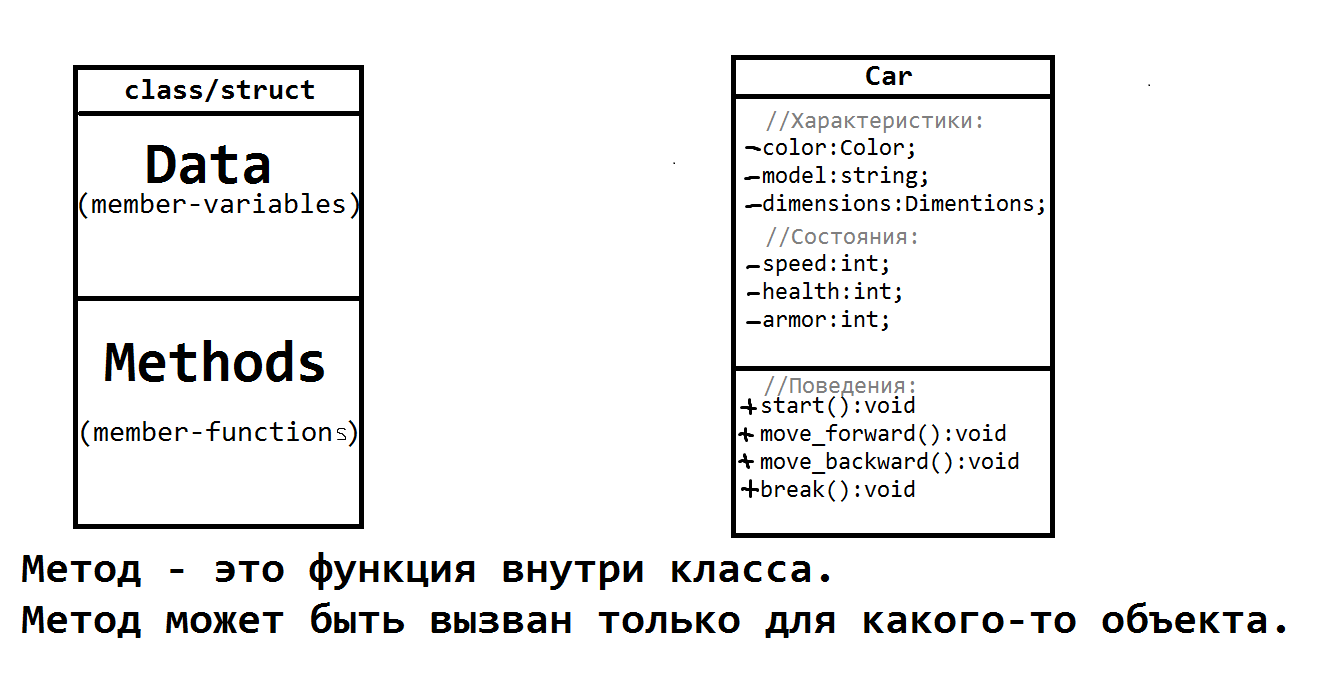 class/struct
Data
(member-variables)
Methods
(member-functions)
Car
//Характеристики:
-color:Color;
-model:string;
-dimensions:Dimentions;
//Состояния:
-speed:int;
-health:int;
-armor:int;
//Поведения:
+start():void
+move_forward():void
+move_backward():void
+break():void
Метод - это функция внутри класса.
Метод может быть вызван только для какого-то объекта.